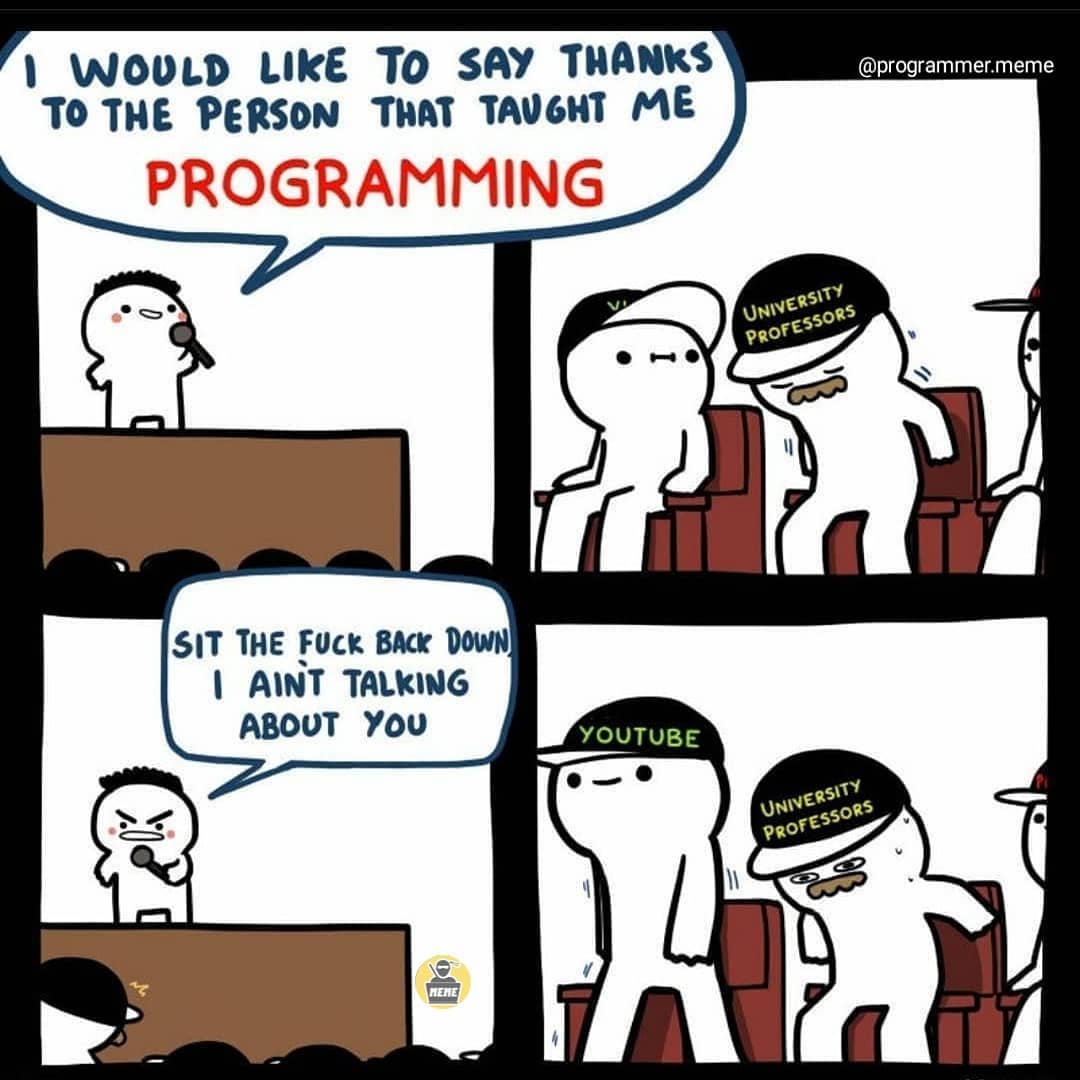 I WOULD LIKE TO SAY THANKS
TO THE PERSON THAT TAUGHT ME
PROGRAMMING
@programmer.meme
UNIVERSITY
PROFESSORS
SIT THE FUCK BACK DOWN,
I AIN'T TALKING
ABOUT YOU
YOUTUBE
UNIVERSITY
PROFESSORS
MEME